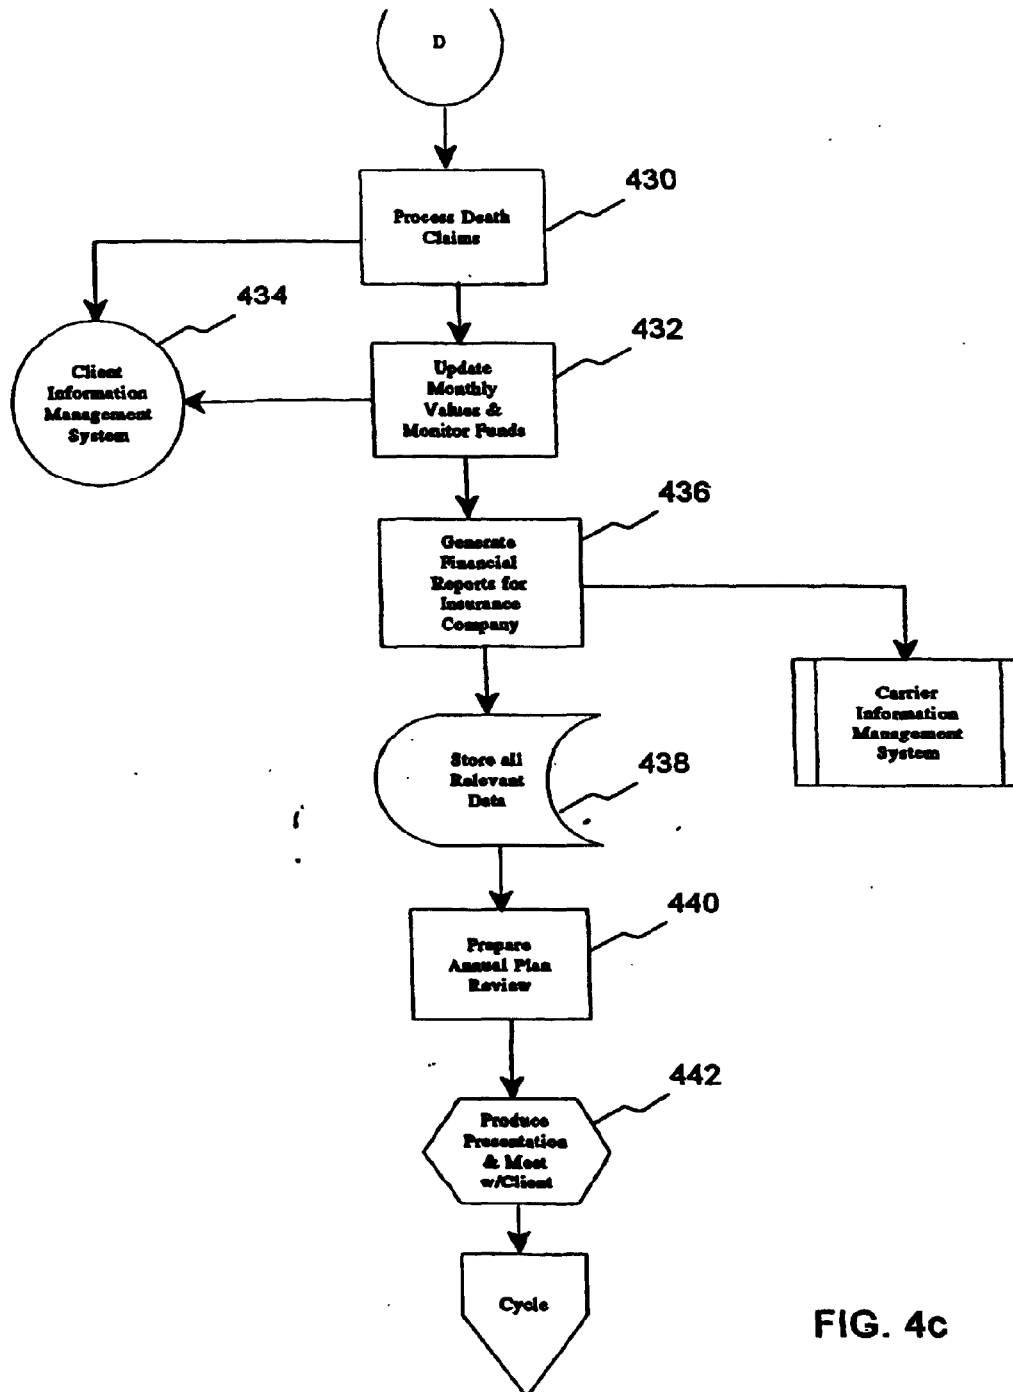 D
430
Process Death
Claims
434
Client
Information
Management
System
432
Update
Monthly
Values &
Monitor Funds
436
Generate
Financial
Reports for
Insurance
Company
Carrier
Information
Management
System
Store all
Relevant
Data
438
440
Prepare
Annual Plan
Review
442
Produce
Presentation
& Meet
w/Client
Cycle
FIG. 4c